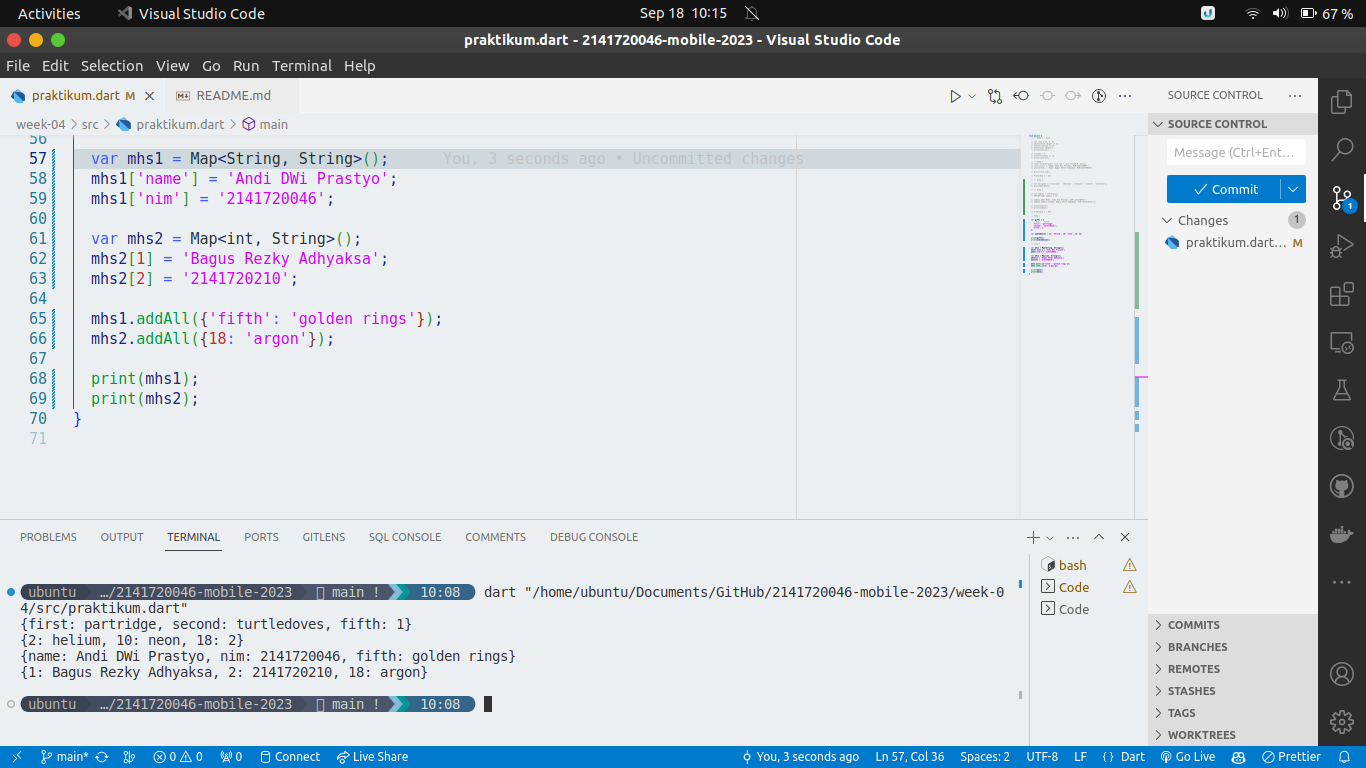 Activities Visual Studio Code Sep 18 10:15 67 %
praktikum.dart - 2141720046-mobile-2023 - Visual Studio Code
File Edit Selection View Go Run Terminal Help
praktikum.dart M README.md
week-04 > src > praktikum.dart > main
56
57 var mhs1 = Map<String, String>(); You, 3 seconds ago • Uncommitted changes
58 mhs1['name'] = 'Andi DWi Prastyo';
59 mhs1['nim'] = '2141720046';
60
61 var mhs2 = Map<int, String>();
62 mhs2[1] = 'Bagus Rezky Adhyaksa';
63 mhs2[2] = '2141720210';
64
65 mhs1.addAll({'fifth': 'golden rings'});
66 mhs2.addAll({18: 'argon'});
67
68 print(mhs1);
69 print(mhs2);
70 }
71
SOURCE CONTROL
SOURCE CONTROL
Message (Ctrl+Ent...
Commit
1
Changes 1
praktikum.dart... M
PROBLEMS OUTPUT TERMINAL PORTS GITLENS SQL CONSOLE COMMENTS DEBUG CONSOLE
ubuntu …/2141720046-mobile-2023 main ! 10:08 dart "/home/ubuntu/Documents/GitHub/2141720046-mobile-2023/week-0
4/src/praktikum.dart"
{first: partridge, second: turtledoves, fifth: 1}
{2: helium, 10: neon, 18: 2}
{name: Andi DWi Prastyo, nim: 2141720046, fifth: golden rings}
{1: Bagus Rezky Adhyaksa, 2: 2141720210, 18: argon}
ubuntu …/2141720046-mobile-2023 main ! 10:08
bash
Code
Code
COMMITS
BRANCHES
REMOTES
STASHES
TAGS
WORKTREES
main* 0 0 0 Connect Live Share You, 3 seconds ago Ln 57, Col 36 Spaces: 2 UTF-8 LF { } Dart Go Live Prettier